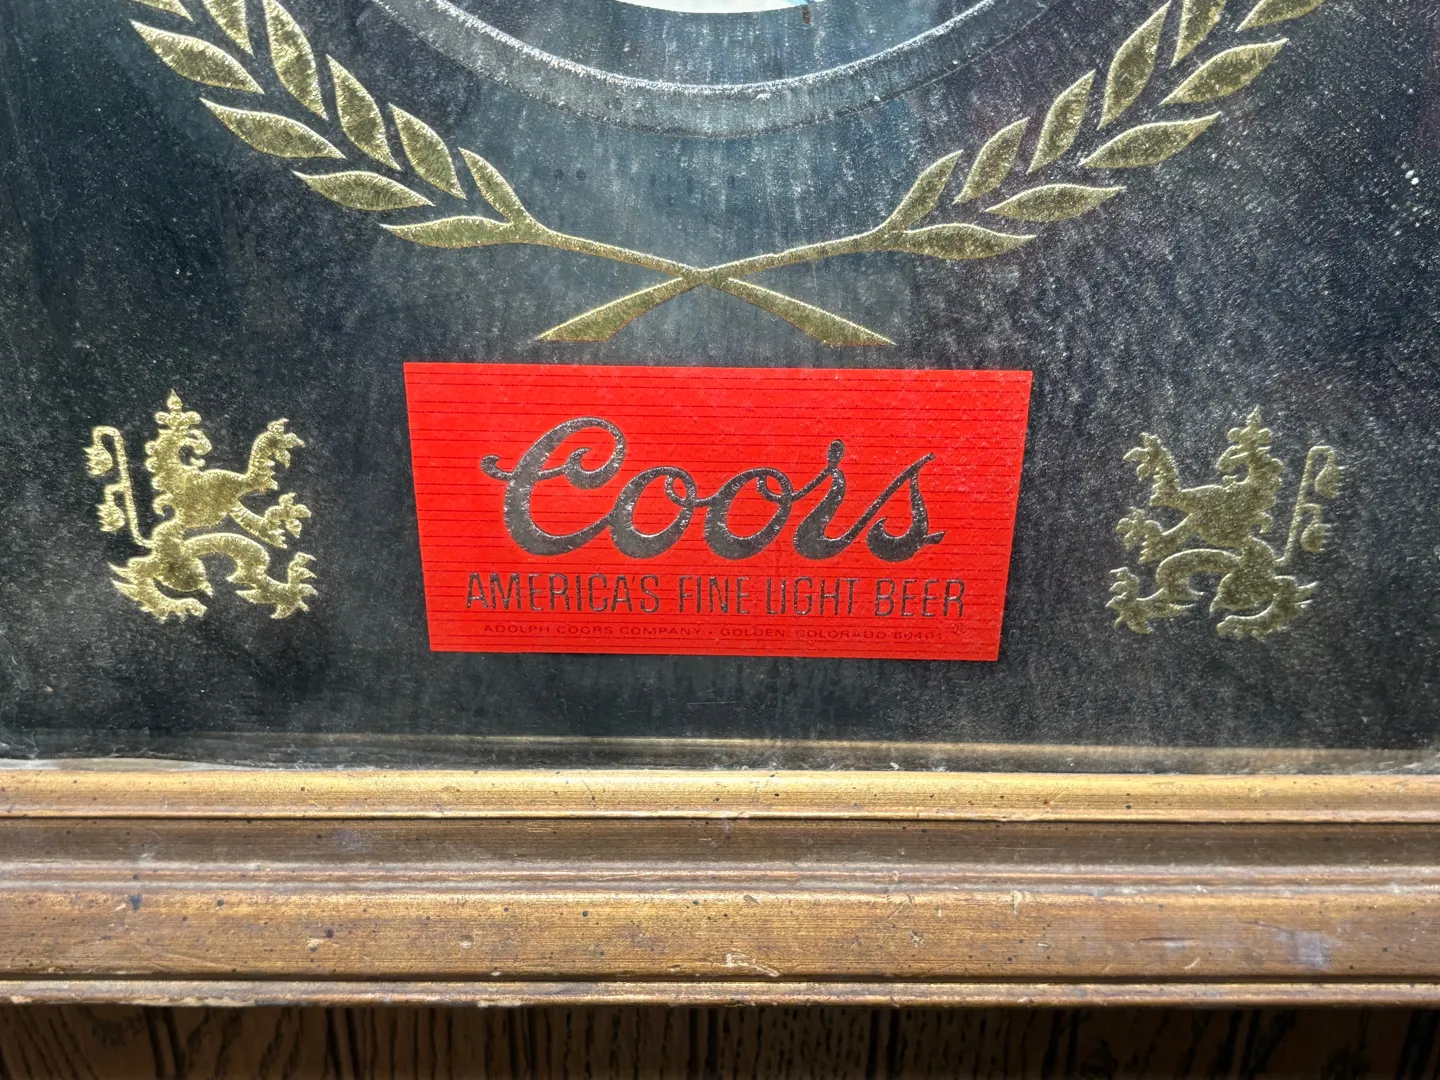 Coors
AMERICA'S FINE LIGHT BEER
ADOLPH COORS COMPANY • GOLDEN, COLORADO 80401 ®